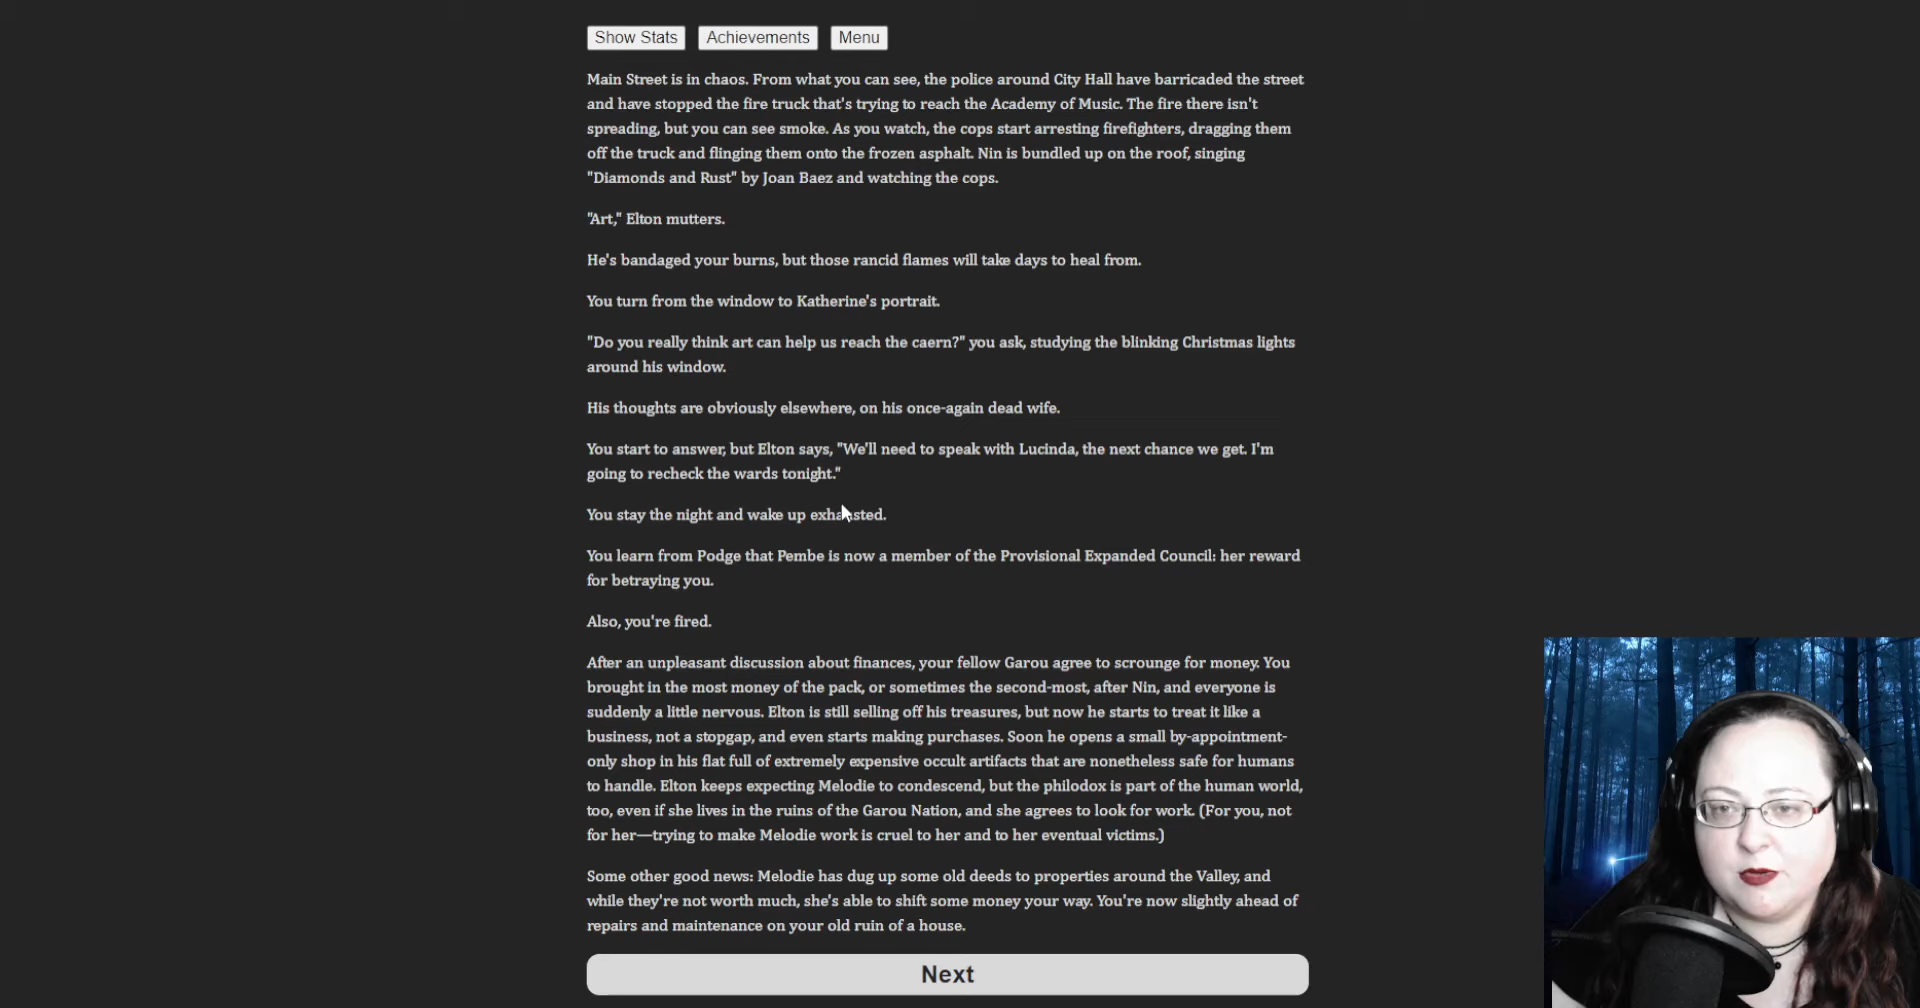 Show Stats
Achievements
Menu
Main Street is in chaos. From what you can see, the police around City Hall have barricaded the street
and have stopped the fire truck that's trying to reach the Academy of Music. The fire there isn't
spreading, but you can see smoke. As you watch, the cops start arresting firefighters, dragging them
off the truck and flinging them onto the frozen asphalt. Nin is bundled up on the roof, singing
"Diamonds and Rust" by Joan Baez and watching the cops.
"Art," Elton mutters.
He's bandaged your burns, but those rancid flames will take days to heal from.
You turn from the window to Katherine's portrait.
"Do you really think art can help us reach the caern?" you ask, studying the blinking Christmas lights
around his window.
His thoughts are obviously elsewhere, on his once-again dead wife.
You start to answer, but Elton says, "We'll need to speak with Lucinda, the next chance we get. I'm
going to recheck the wards tonight."
You stay the night and wake up exhausted.
You learn from Podge that Pembe is now a member of the Provisional Expanded Council: her reward
for betraying you.
Also, you're fired.
After an unpleasant discussion about finances, your fellow Garou agree to scrounge for money. You
brought in the most money of the pack, or sometimes the second-most, after Nin, and everyone is
suddenly a little nervous. Elton is still selling off his treasures, but now he starts to treat it like a
business, not a stopgap, and even starts making purchases. Soon he opens a small by-appointment-
only shop in his flat full of extremely expensive occult artifacts that are nonetheless safe for humans
to handle. Elton keeps expecting Melodie to condescend, but the philodox is part of the human world,
too, even if she lives in the ruins of the Garou Nation, and she agrees to look for work. (For you, not
for her—trying to make Melodie work is cruel to her and to her eventual victims.)
Some other good news: Melodie has dug up some old deeds to properties around the Valley, and
while they're not worth much, she's able to shift some money your way. You're now slightly ahead of
repairs and maintenance on your old ruin of a house.
Next